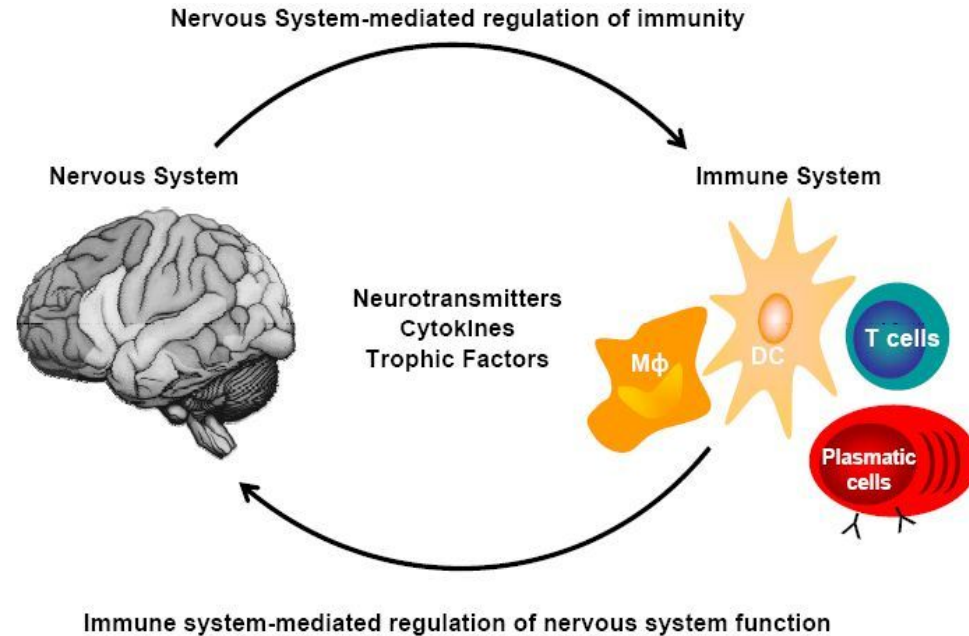 Nervous System-mediated regulation of immunity
Nervous System
Immune System
Neurotransmitters
CytokInes
Trophic Factors
Mϕ
DC
T cells
Plasmatic
cells
Immune system-mediated regulation of nervous system function